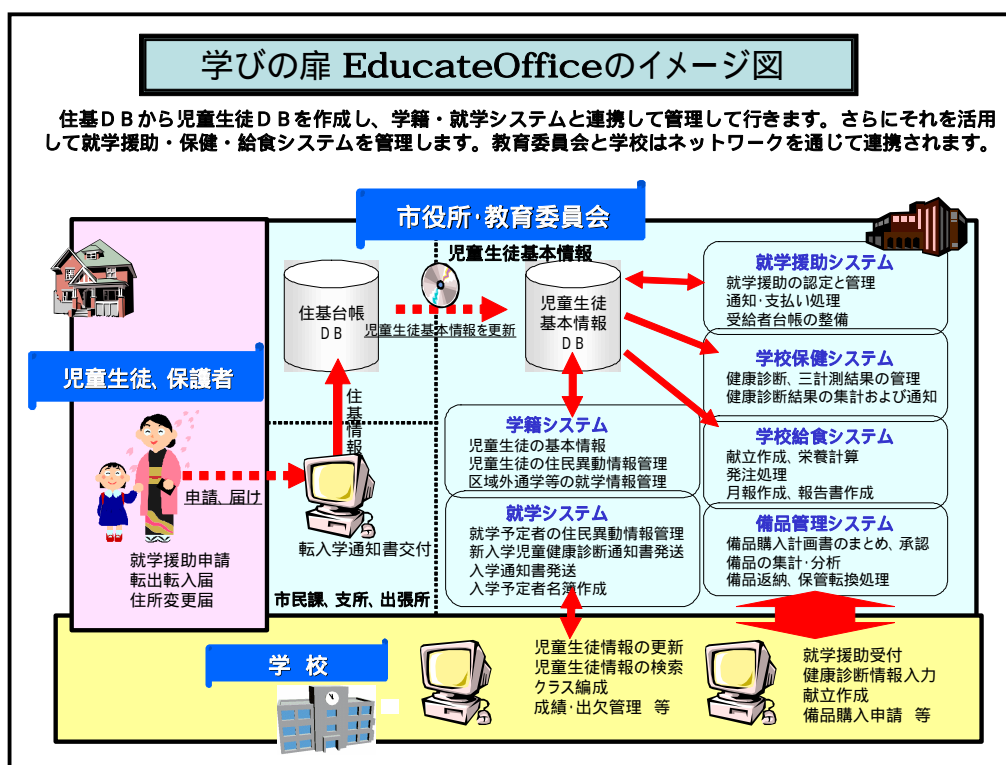 学びの扉 EducateOfficeのイメージ図
住基ＤＢから児童生徒ＤＢを作成し、学籍・就学システムと連携して管理して行きます。さらにそれを活用
して就学援助・保健・給食システムを管理します。教育委員会と学校はネットワークを通じて連携されます。
市役所・教育委員会
児童生徒基本情報
住基台帳
ＤＢ
児童生徒基本情報を更新
児童生徒
基本情報
ＤＢ
就学援助システム
就学援助の認定と管理
通知・支払い処理
受給者台帳の整備
学校保健システム
健康診断、三計測結果の管理
健康診断結果の集計および通知
学校給食システム
献立作成、栄養計算
発注処理
月報作成、報告書作成
備品管理システム
備品購入計画書のまとめ、承認
備品の集計・分析
備品返納、保管転換処理
児童生徒、保護者
住基情報
申請、届け
就学援助申請
転出転入届
住所変更届
転入学通知書交付
市民課、支所、出張所
学籍システム
児童生徒の基本情報
児童生徒の住民異動情報管理
区域外通学等の就学情報管理
就学システム
就学予定者の住民異動情報管理
新入学児童健康診断通知書発送
入学通知書発送
入学予定者名簿作成
学 校
児童生徒情報の更新
児童生徒情報の検索
クラス編成
成績・出欠管理 等
就学援助受付
健康診断情報入力
献立作成
備品購入申請 等